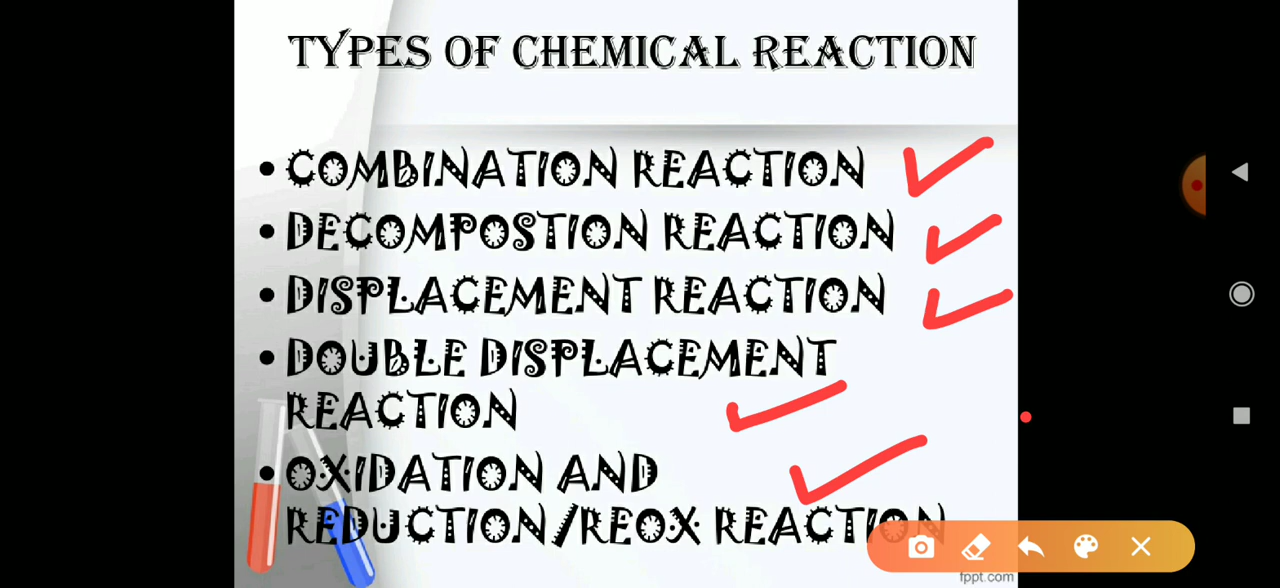 TYPES OF CHEMICAL REACTION
• COMBINATION REACTION
• DECOMPOSTION REACTION
• DISPLACEMENT REACTION
• DOUBLE DISPLACEMENT
REACTION
• OXIDATION AND
REDUCTION/REOX REACTION
fppt.com